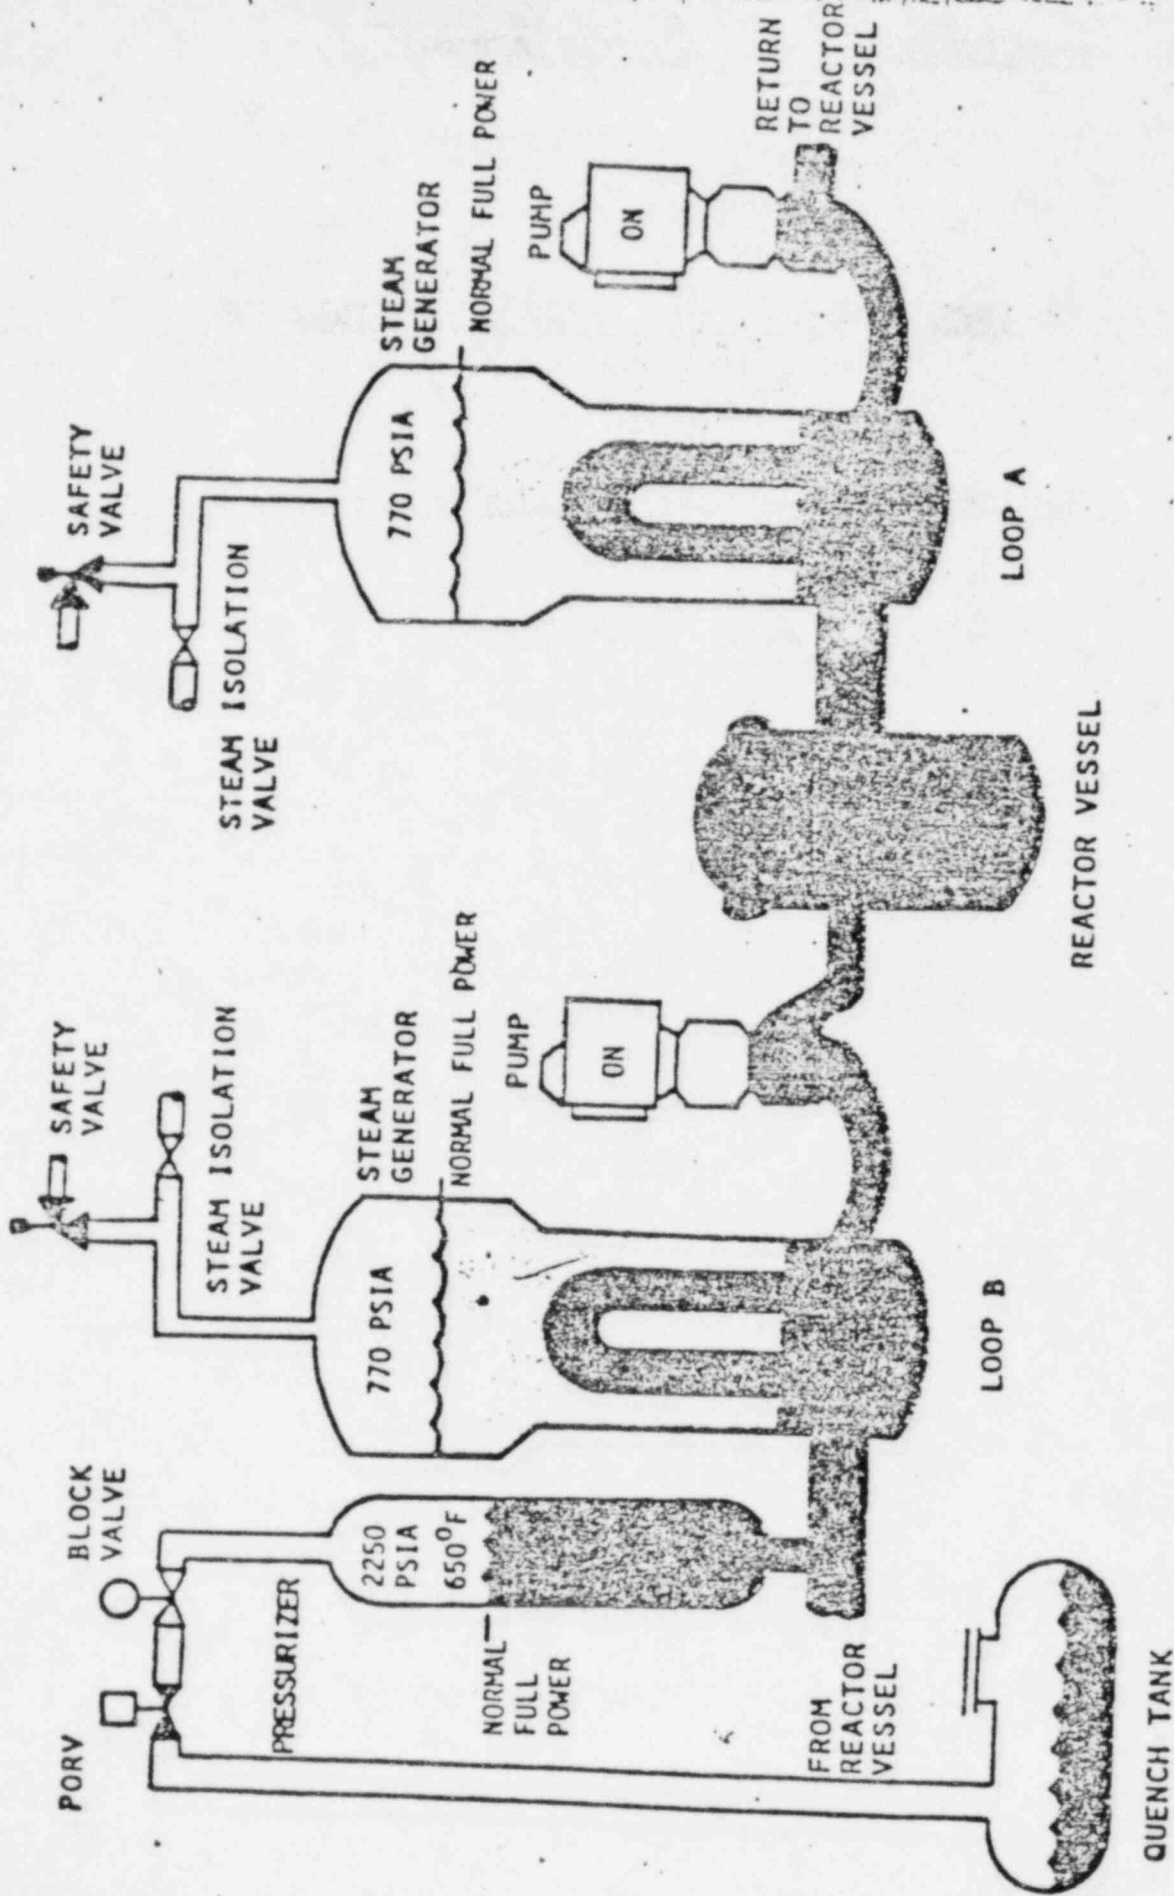 PORV
BLOCK
VALVE
PRESSURIZER
2250
PSIA
650°F
NORMAL
FULL
POWER
FROM
REACTOR
VESSEL
QUENCH TANK
SAFETY
VALVE
STEAM ISOLATION
VALVE
STEAM
GENERATOR
NORMAL FULL POWER
770 PSIA
PUMP
ON
LOOP B
REACTOR VESSEL
SAFETY
VALVE
STEAM ISOLATION
VALVE
STEAM
GENERATOR
NORMAL FULL POWER
770 PSIA
PUMP
ON
LOOP A
RETURN
TO
REACTOR
VESSEL